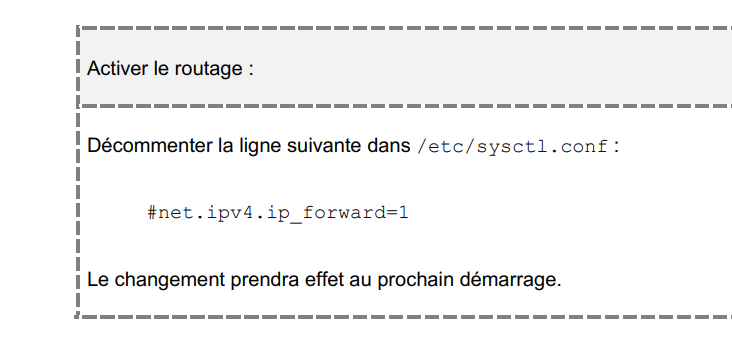 Activer le routage :
Décommenter la ligne suivante dans /etc/sysctl.conf :
#net.ipv4.ip_forward=1
Le changement prendra effet au prochain démarrage.